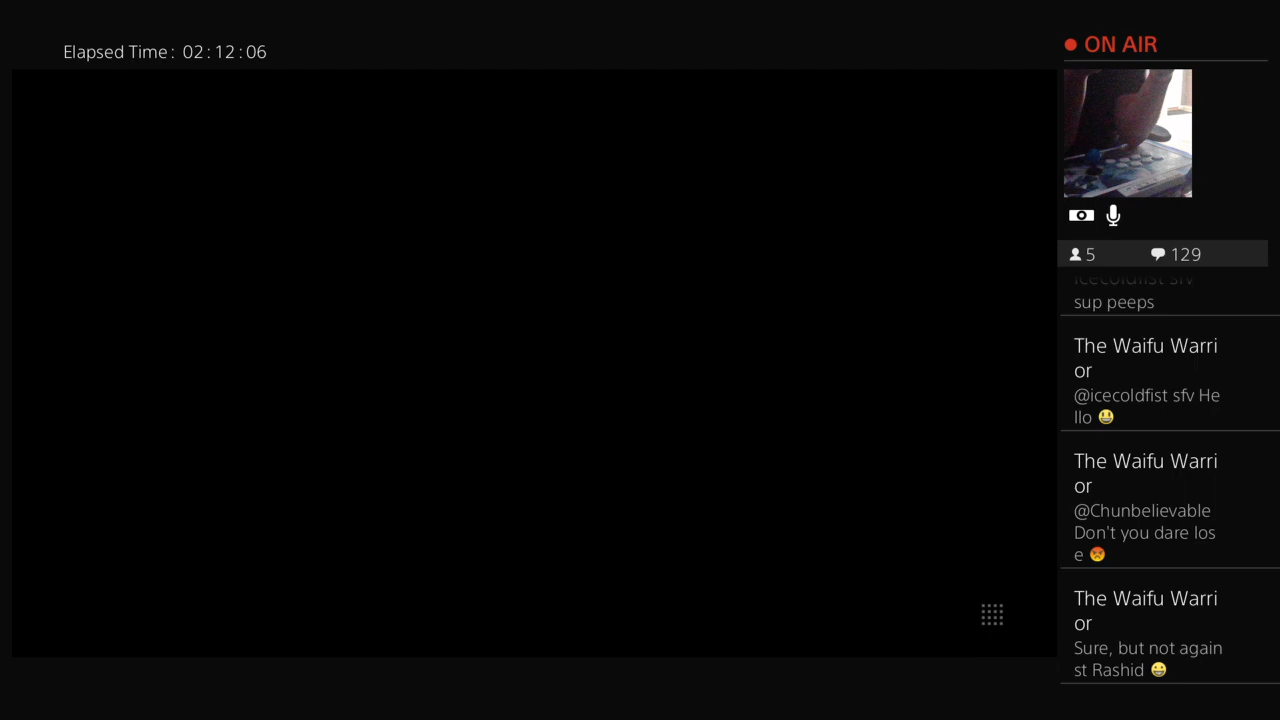 Elapsed Time: 02:12:06
ON AIR
5 129
icecoldfist sfv
sup peeps
The Waifu Warri
or
@icecoldfist sfv He
llo 😃
The Waifu Warri
or
@Chunbelievable
Don't you dare los
e 😡
The Waifu Warri
or
Sure, but not again
st Rashid 😀